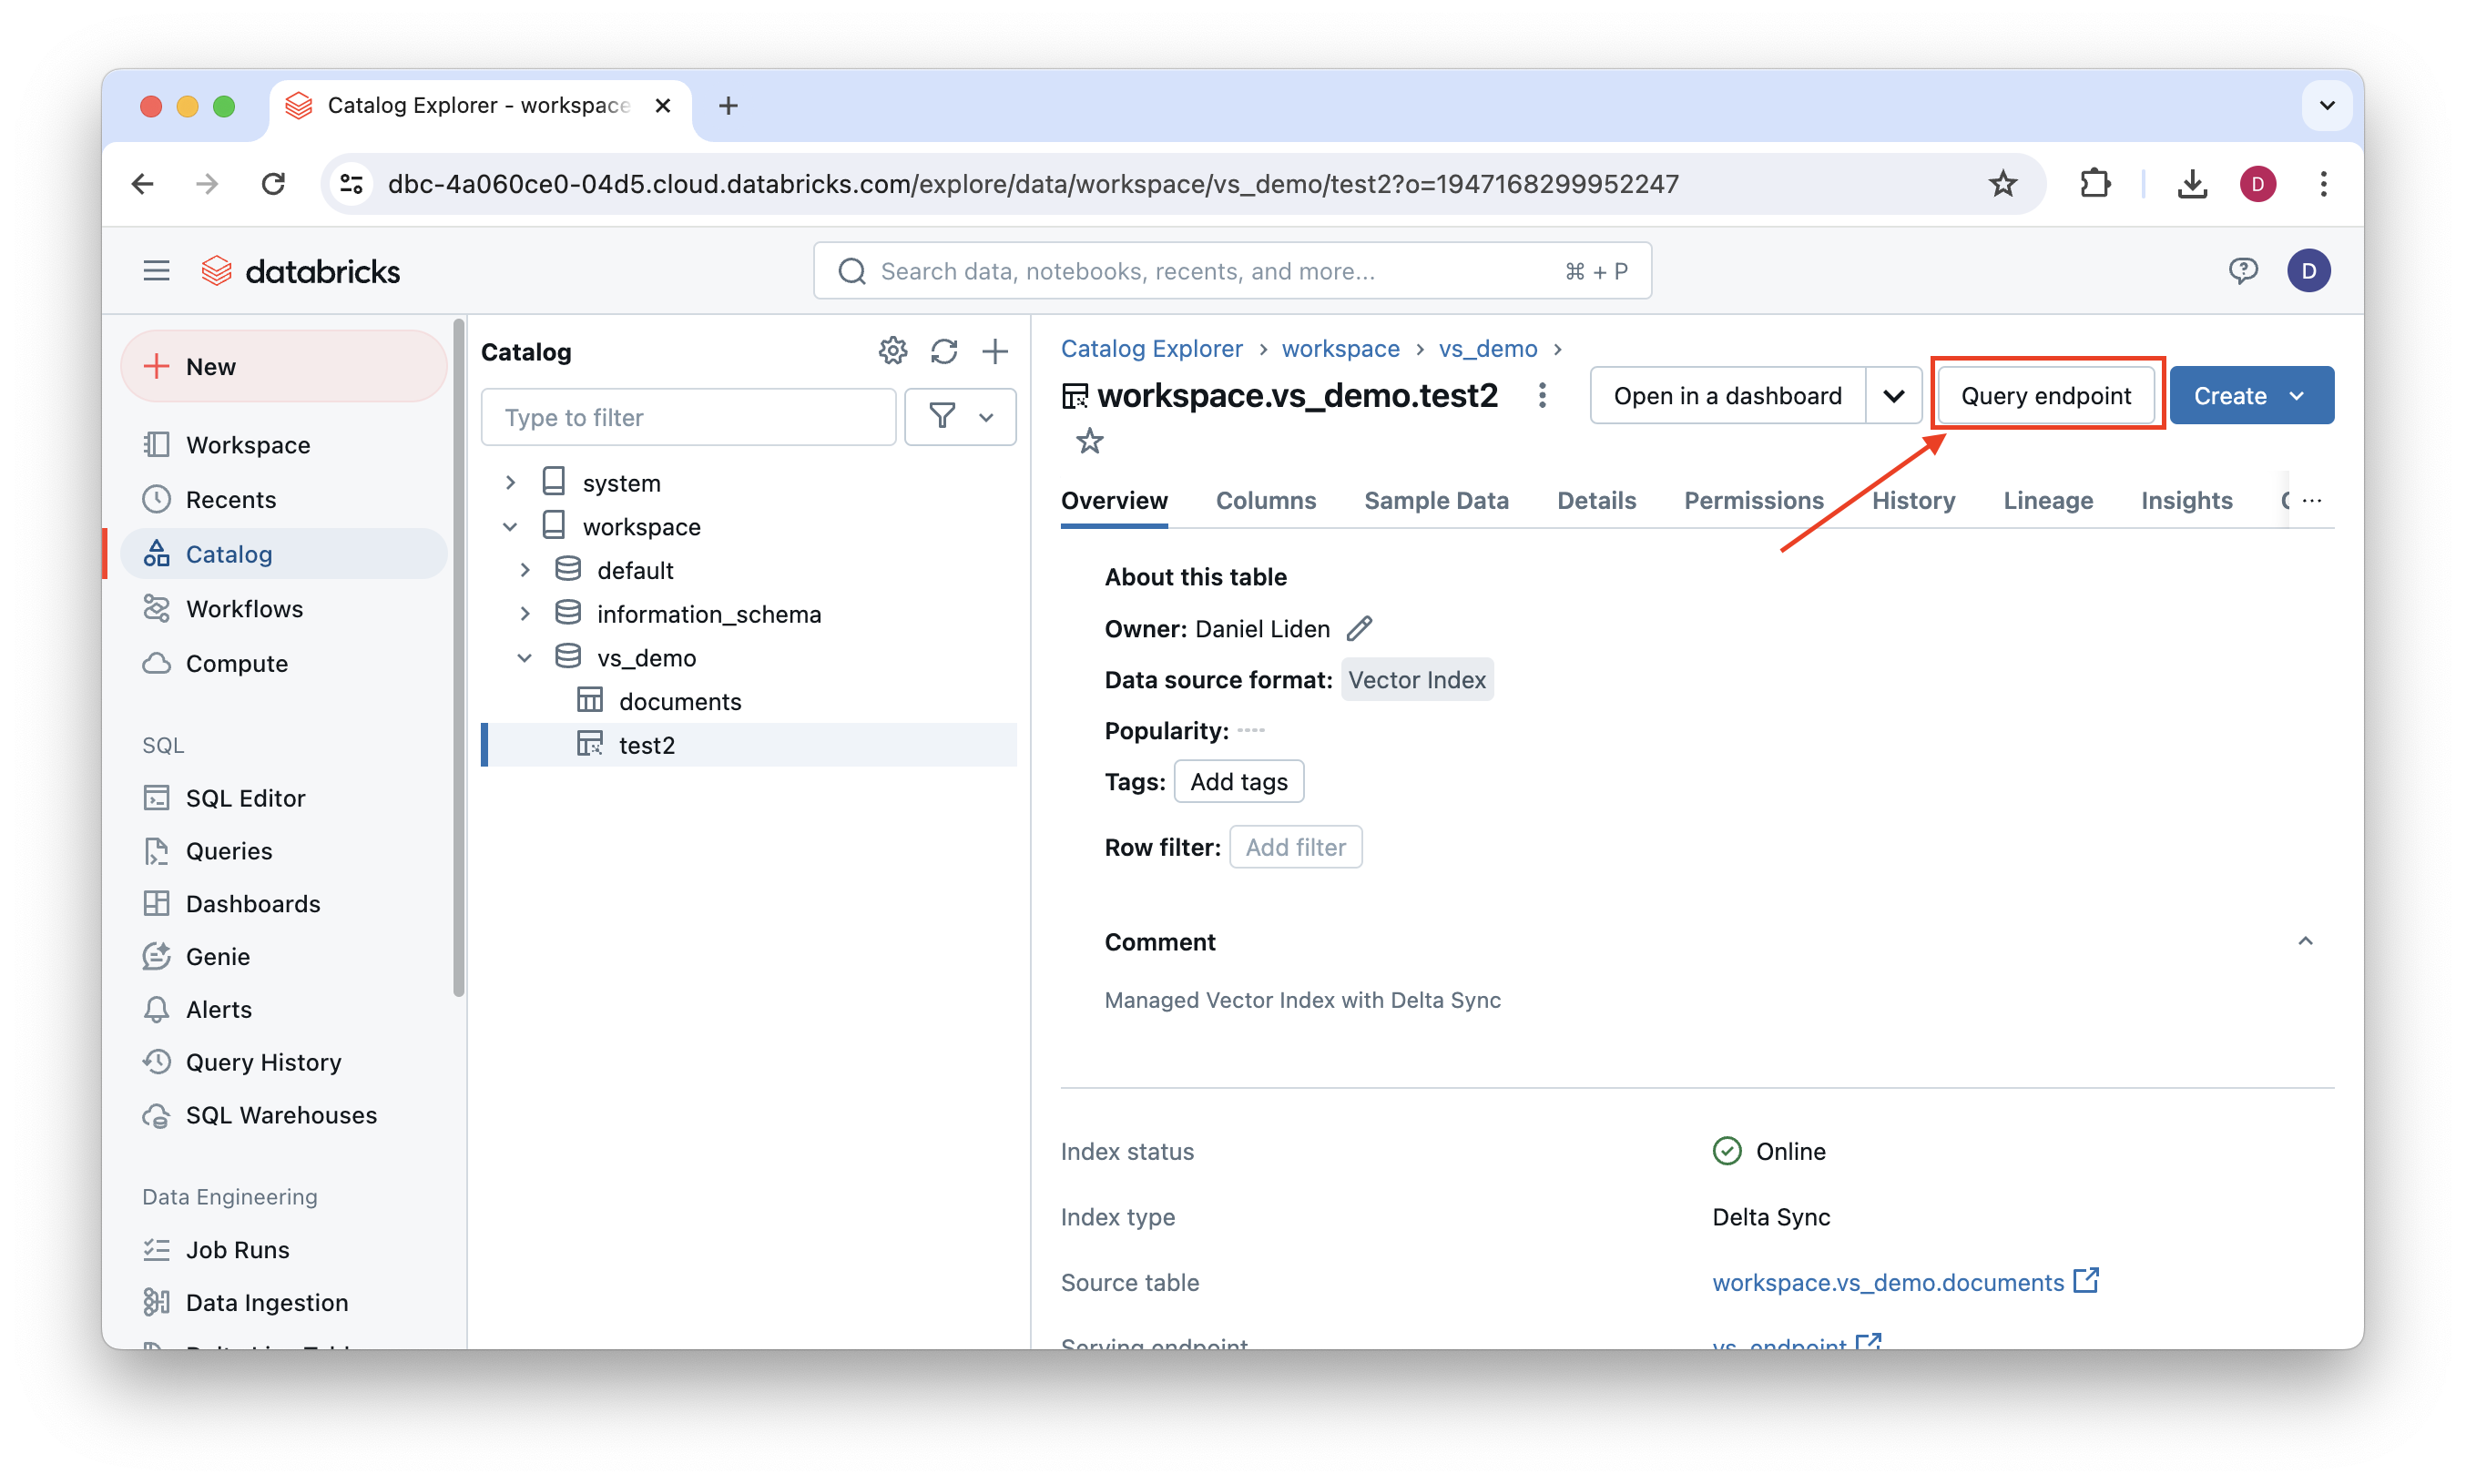 Catalog Explorer - workspace
dbc-4a060ce0-04d5.cloud.databricks.com/explore/data/workspace/vs_demo/test2?o=1947168299952247
D
databricks
Search data, notebooks, recents, and more...
⌘ + P
D
New
Workspace
Recents
Catalog
Workflows
Compute
SQL
SQL Editor
Queries
Dashboards
Genie
Alerts
Query History
SQL Warehouses
Data Engineering
Job Runs
Data Ingestion
Catalog
Type to filter
system
workspace
default
information_schema
vs_demo
documents
test2
Catalog Explorer > workspace > vs_demo >
workspace.vs_demo.test2
Open in a dashboard
Query endpoint
Create
Overview
Columns
Sample Data
Details
Permissions
History
Lineage
Insights
About this table
Owner: Daniel Liden
Data source format: Vector Index
Popularity:
Tags: Add tags
Row filter: Add filter
Comment
Managed Vector Index with Delta Sync
Index status
Online
Index type
Delta Sync
Source table
workspace.vs_demo.documents
Serving endpoint
vs_endpoint